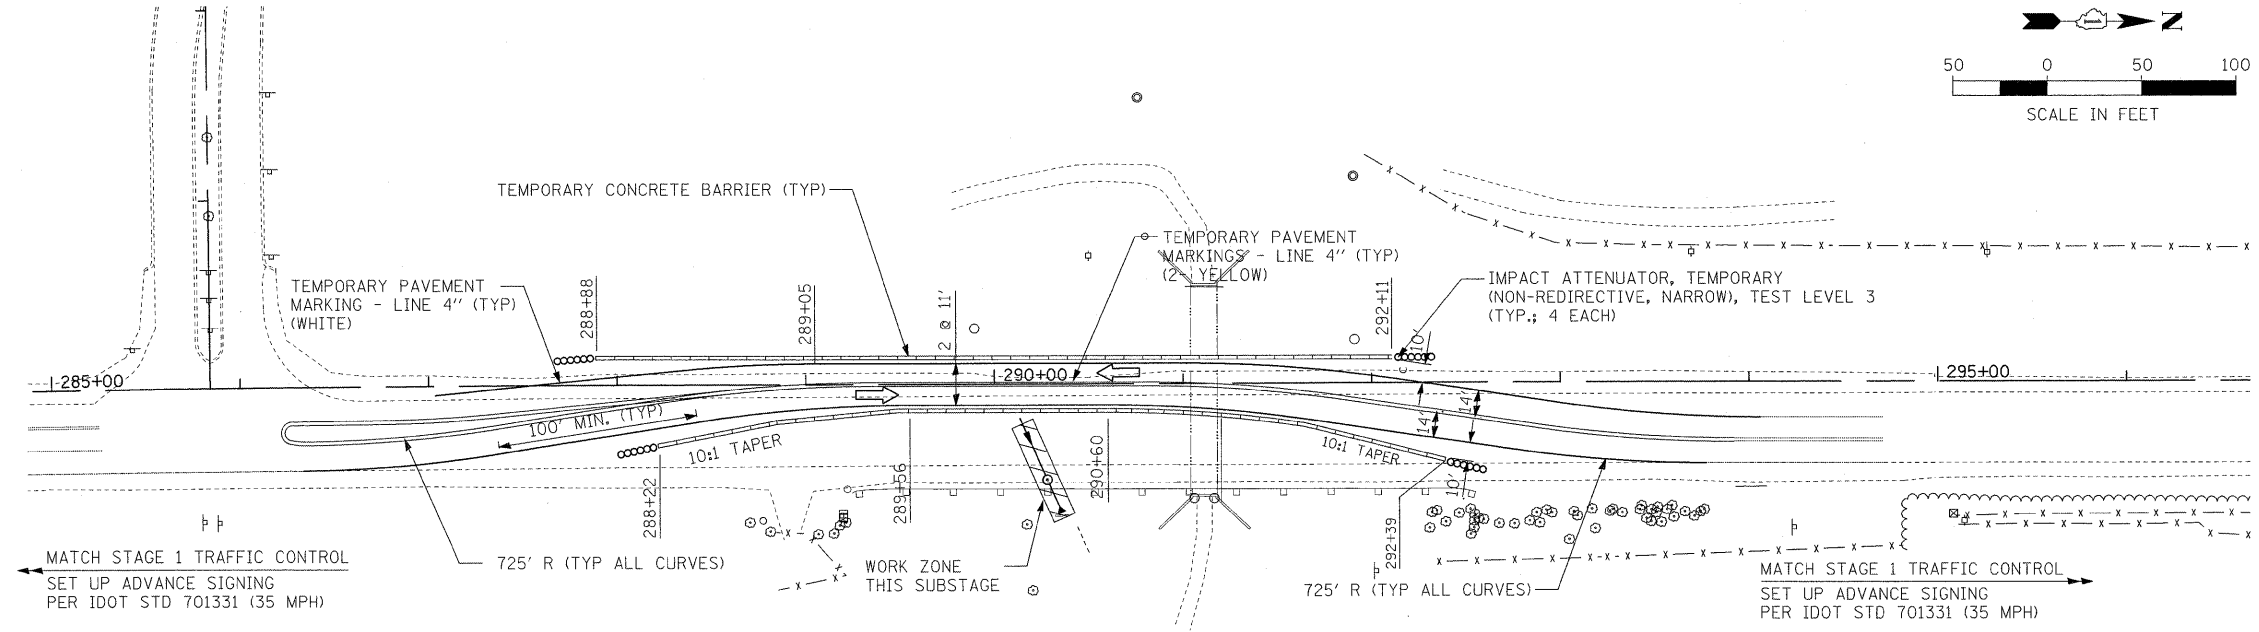 N
50 0 50 100
SCALE IN FEET
TEMPORARY CONCRETE BARRIER (TYP)
TEMPORARY PAVEMENT
MARKINGS - LINE 4" (TYP)
(2- YELLOW)
TEMPORARY PAVEMENT
MARKING - LINE 4" (TYP)
(WHITE)
IMPACT ATTENUATOR, TEMPORARY
(NON-REDIRECTIVE, NARROW), TEST LEVEL 3
(TYP.; 4 EACH)
288+88
289+05
2 @ 11'
292+11
10'
285+00
290+00
295+00
100' MIN. (TYP)
10:1 TAPER
14'
14'
10:1 TAPER
10'
288+22
289+56
290+60
292+39
725' R (TYP ALL CURVES)
WORK ZONE
THIS SUBSTAGE
725' R (TYP ALL CURVES)
MATCH STAGE 1 TRAFFIC CONTROL
SET UP ADVANCE SIGNING
PER IDOT STD 701331 (35 MPH)
MATCH STAGE 1 TRAFFIC CONTROL
SET UP ADVANCE SIGNING
PER IDOT STD 701331 (35 MPH)